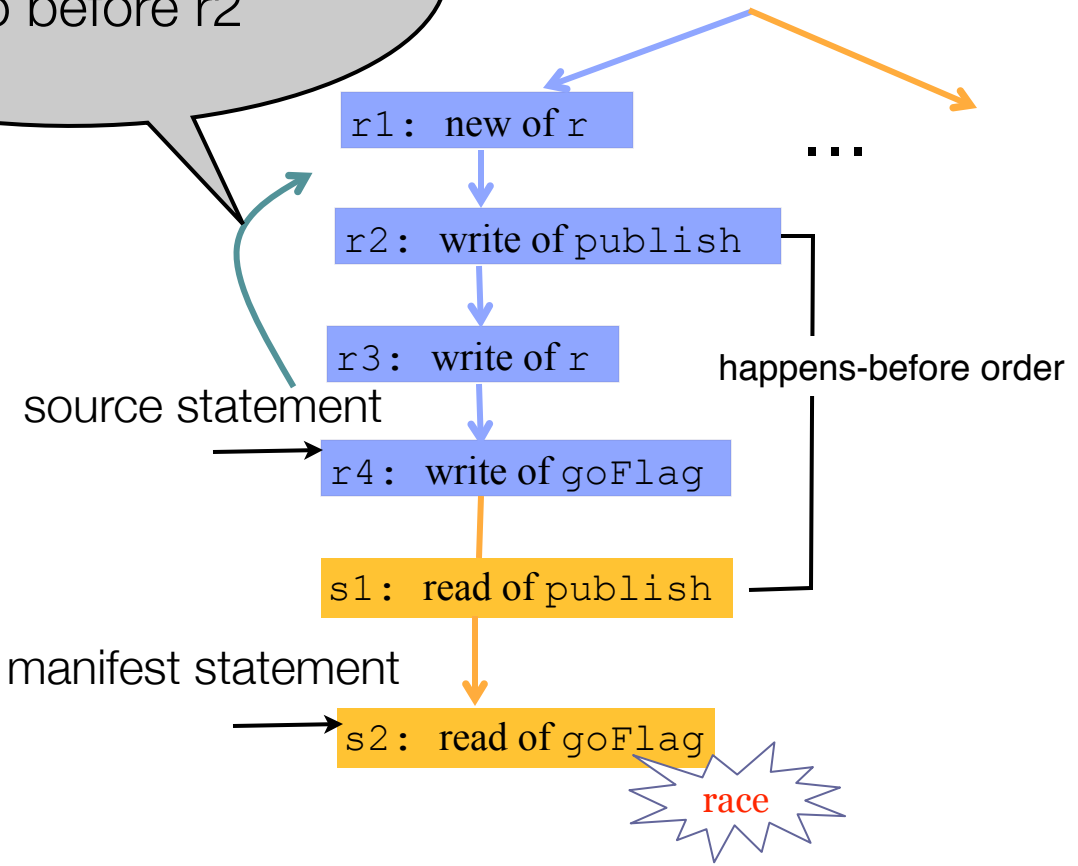 before r2
r1: new of r
...
r2: write of publish
r3: write of r
happens-before order
source statement
r4: write of goFlag
s1: read of publish
manifest statement
s2: read of goFlag
race